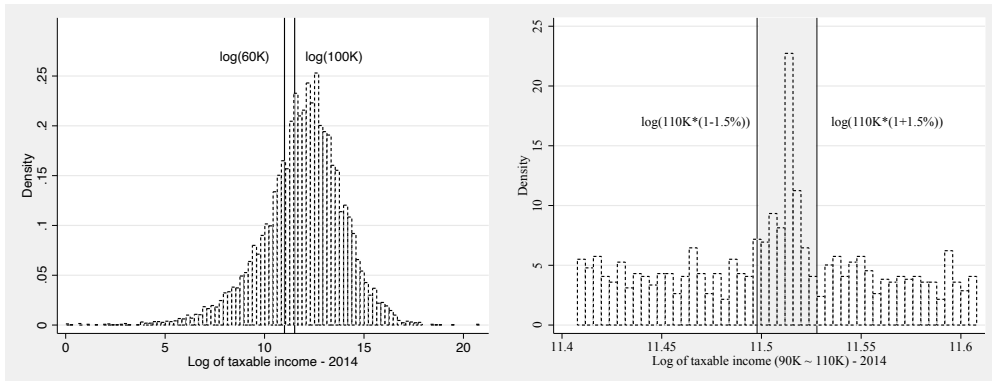 log(60K)
log(100K)
Density
0
.05
.1
.15
.2
.25
0
5
10
15
20
Log of taxable income - 2014
log(110K*(1-1.5%))
log(110K*(1+1.5%))
Density
0
5
10
15
20
25
11.4
11.45
11.5
11.55
11.6
Log of taxable income (90K ~ 110K) - 2014